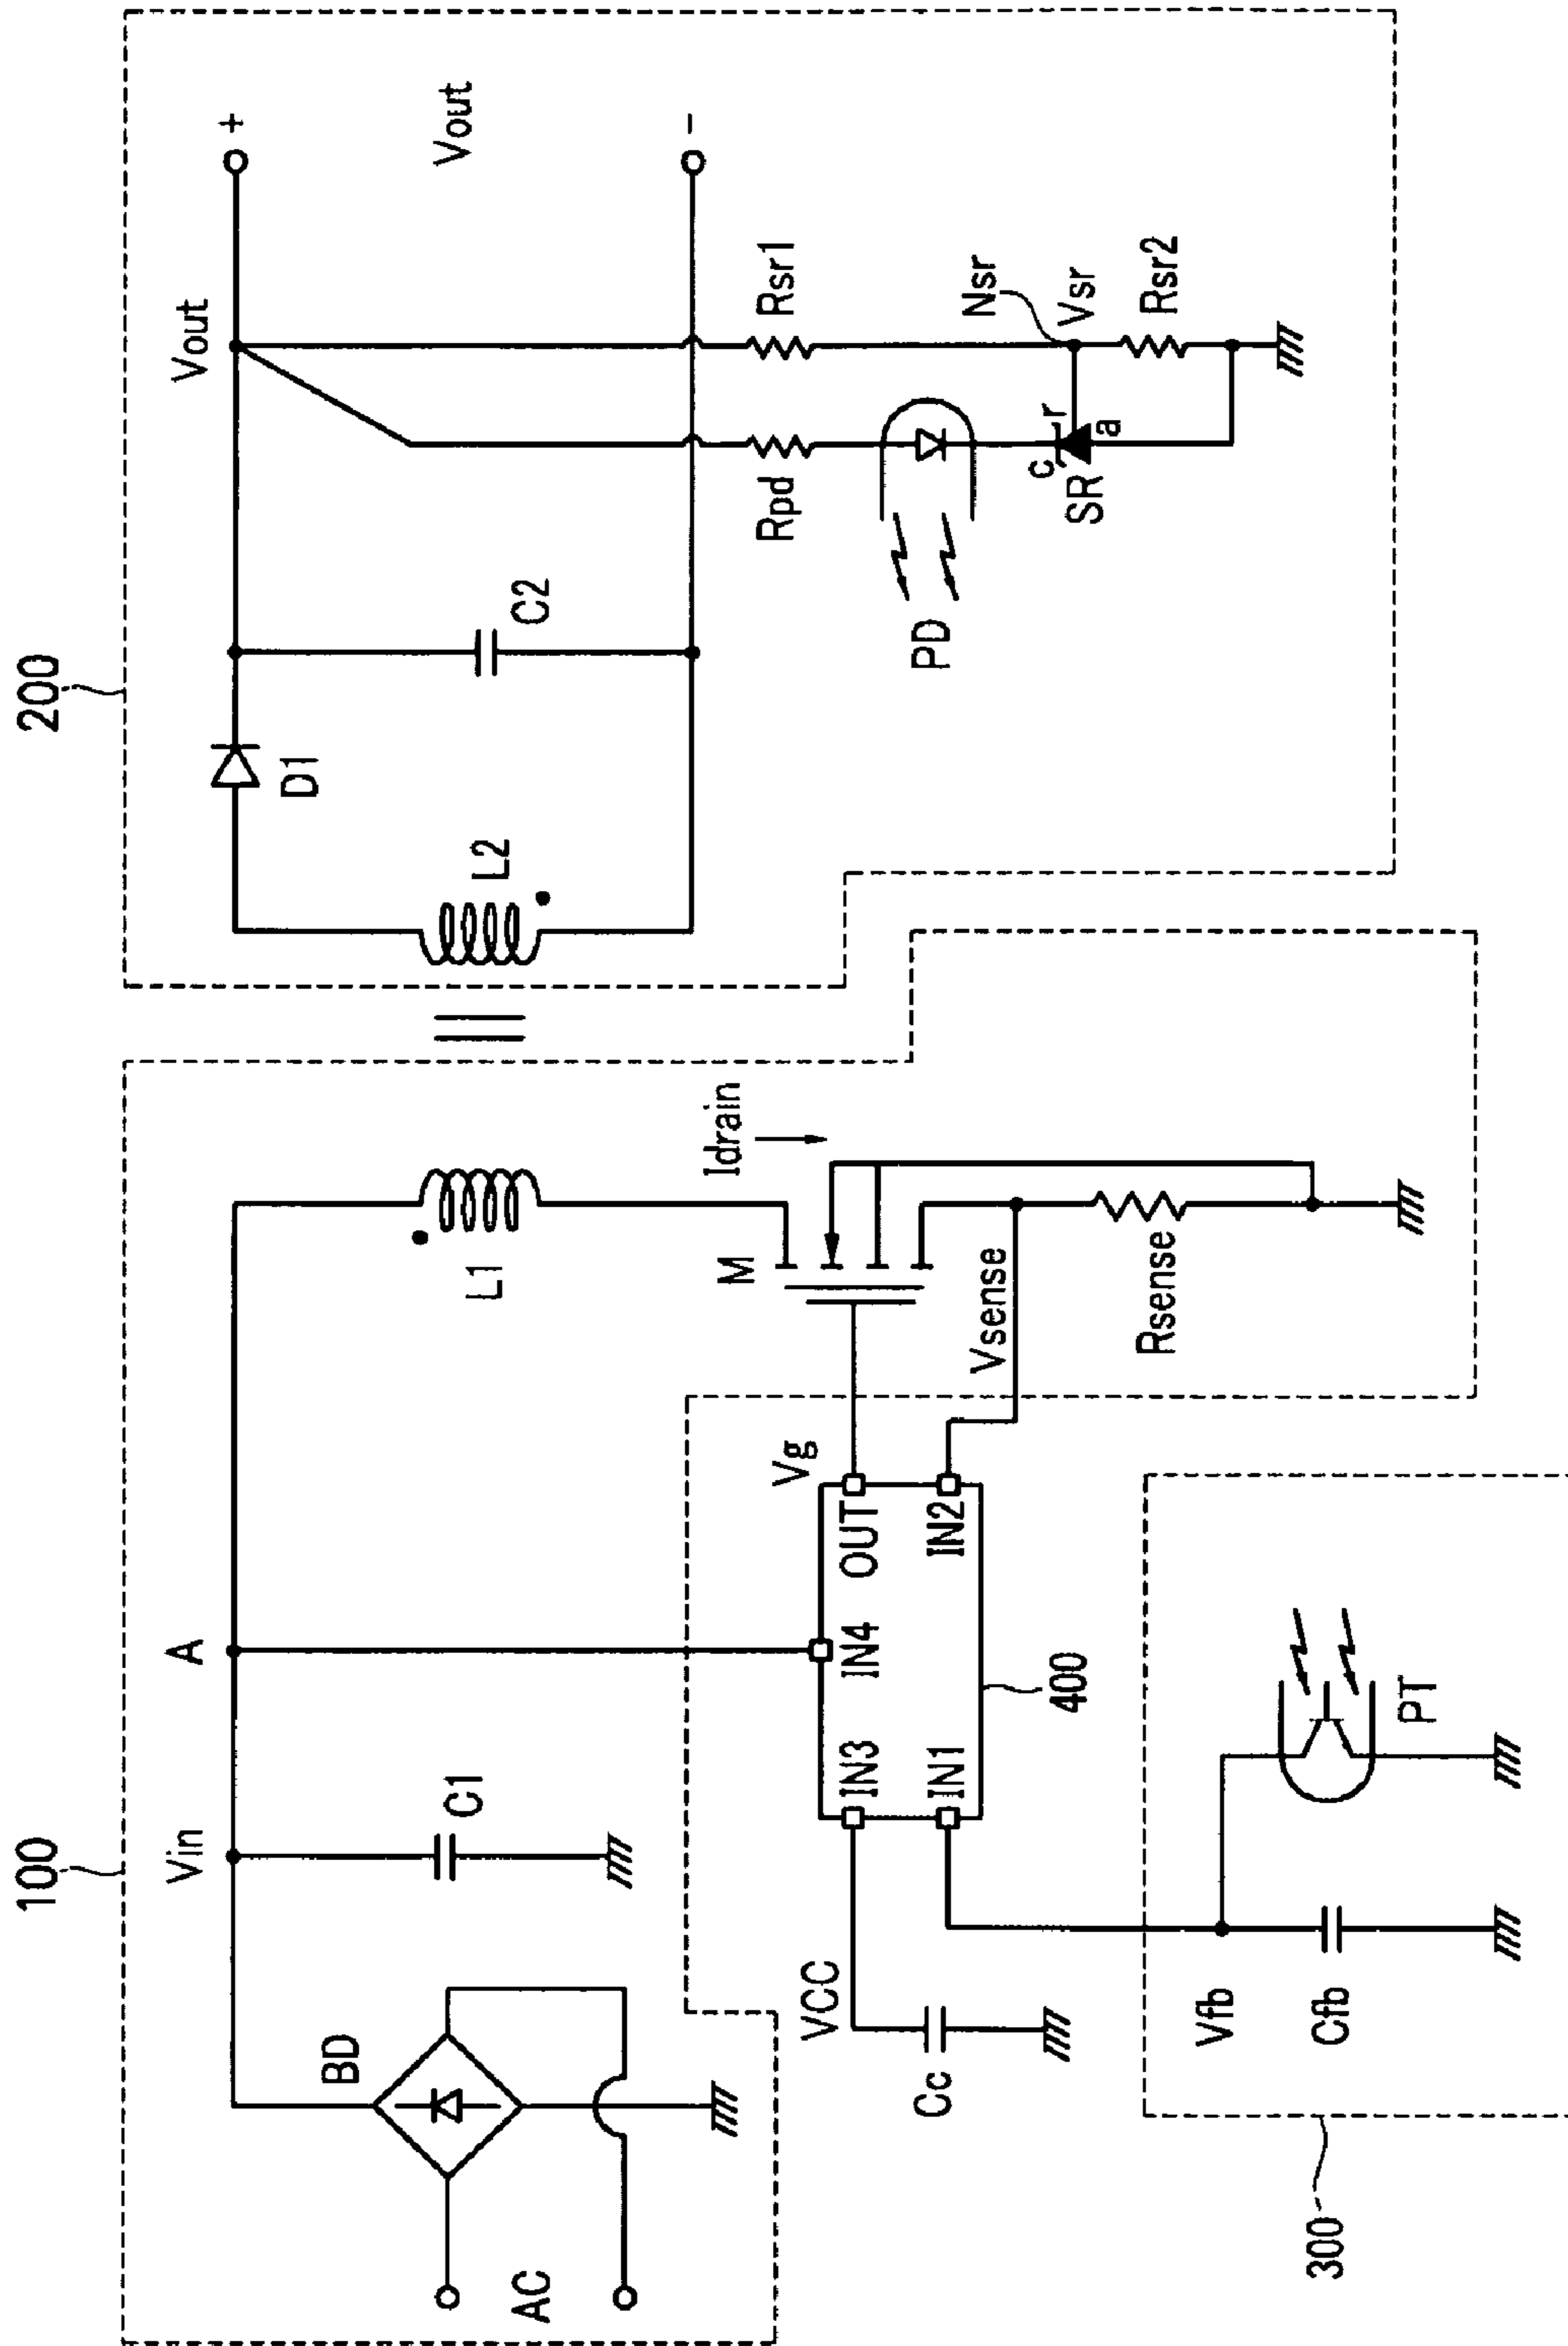 100
200
Vin
A
Vout
+
BD
C1
L1
L2
D1
C2
Vout
-
AC
VCC
Cc
IN3
IN4
OUT
Vg
IN1
IN2
400
M
Idrain
Vsense
Rsense
Rpd
Rsr1
PD
Nsr
Vsr
c
r
a
SR
Rsr2
Vfb
Cfb
PT
300